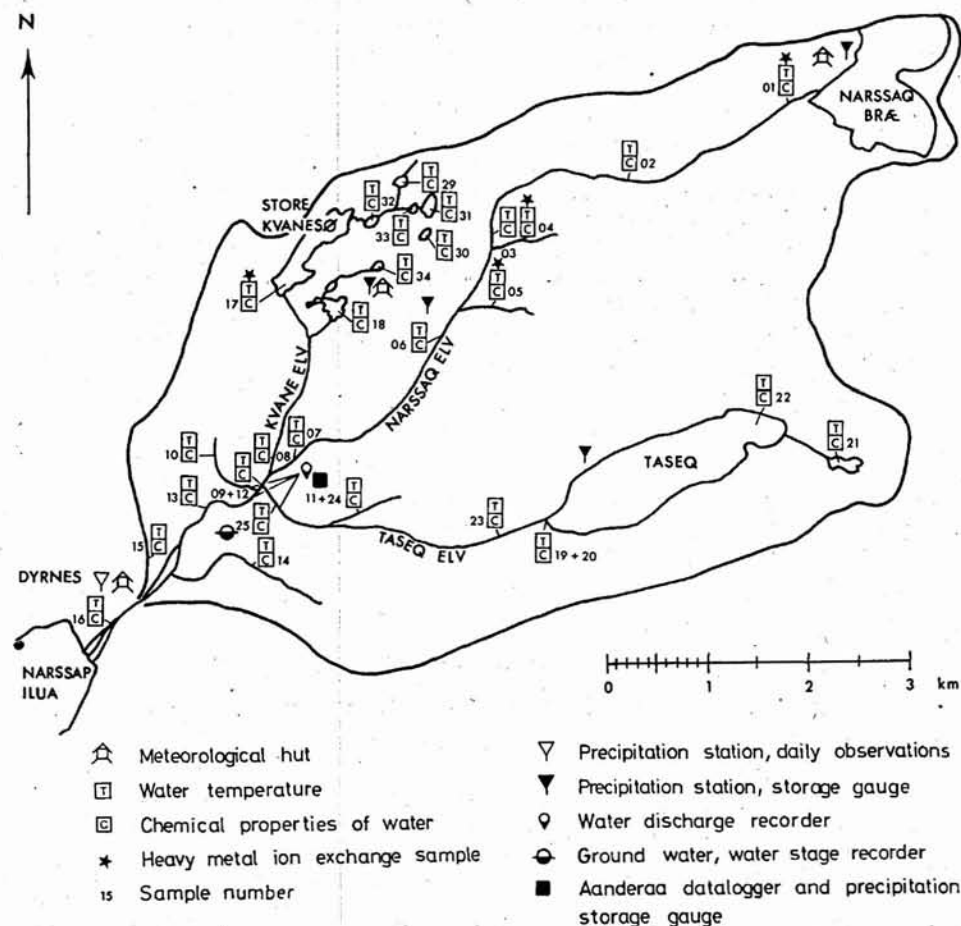 N
NARSSAQ
BRÆ
T
C
01
T
C
02
T
C
29
T
C
32
STORE
KVANESØ
T
C
31
T
C
33
T
C
30
T
C
T
C
04
03
T
C
34
T
C
05
T
C
17
T
C
18
T
C
06
KVANE ELV
NARSSAQ ELV
T
C
22
T
C
07
T
C
08
T
C
10
T
C
21
TASEQ
T
C
09+12
11+24
T
C
T
C
13
T
C
23
T
C
25
T
C
19+20
TASEQ ELV
T
C
15
T
C
14
DYRNES
T
C
16
NARSSAP
ILUA
0 1 2 3 km
Meteorological hut
T Water temperature
C Chemical properties of water
Heavy metal ion exchange sample
15 Sample number
Precipitation station, daily observations
Precipitation station, storage gauge
Water discharge recorder
Ground water, water stage recorder
Aanderaa datalogger and precipitation
storage gauge